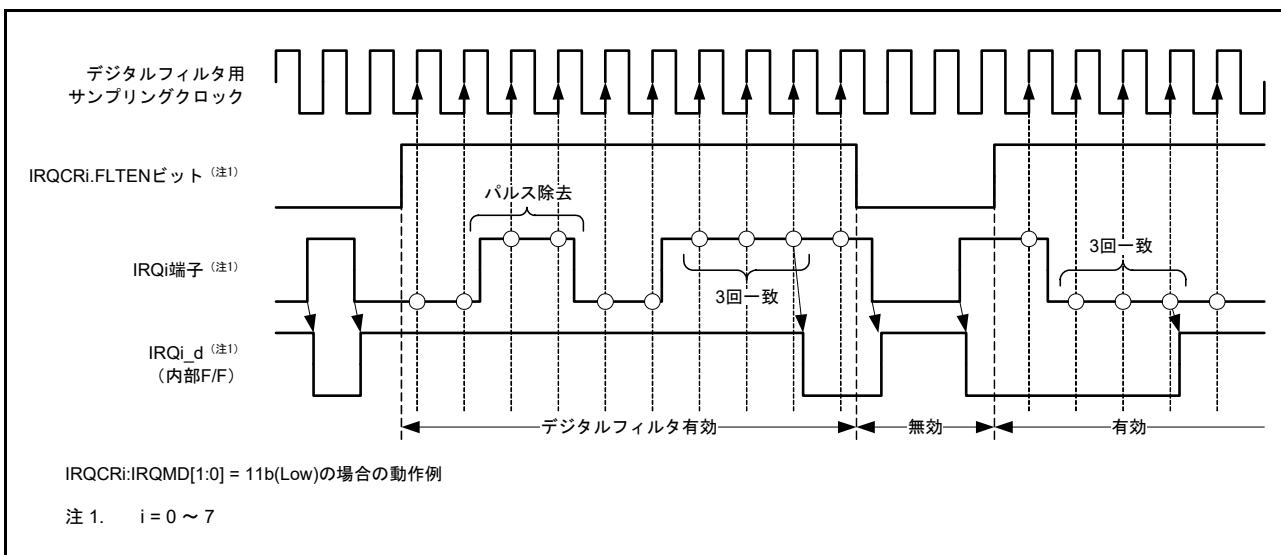 デジタルフィルタ用
サンプリングクロック
IRQCRi.FLTENビット（注1）
パルス除去
IRQi端子（注1）
3回一致
3回一致
IRQi_d（注1）
（内部F/F）
デジタルフィルタ有効
無効
有効
IRQCRi:IRQMD[1:0] = 11b(Low)の場合の動作例
注 1. i = 0 ～ 7